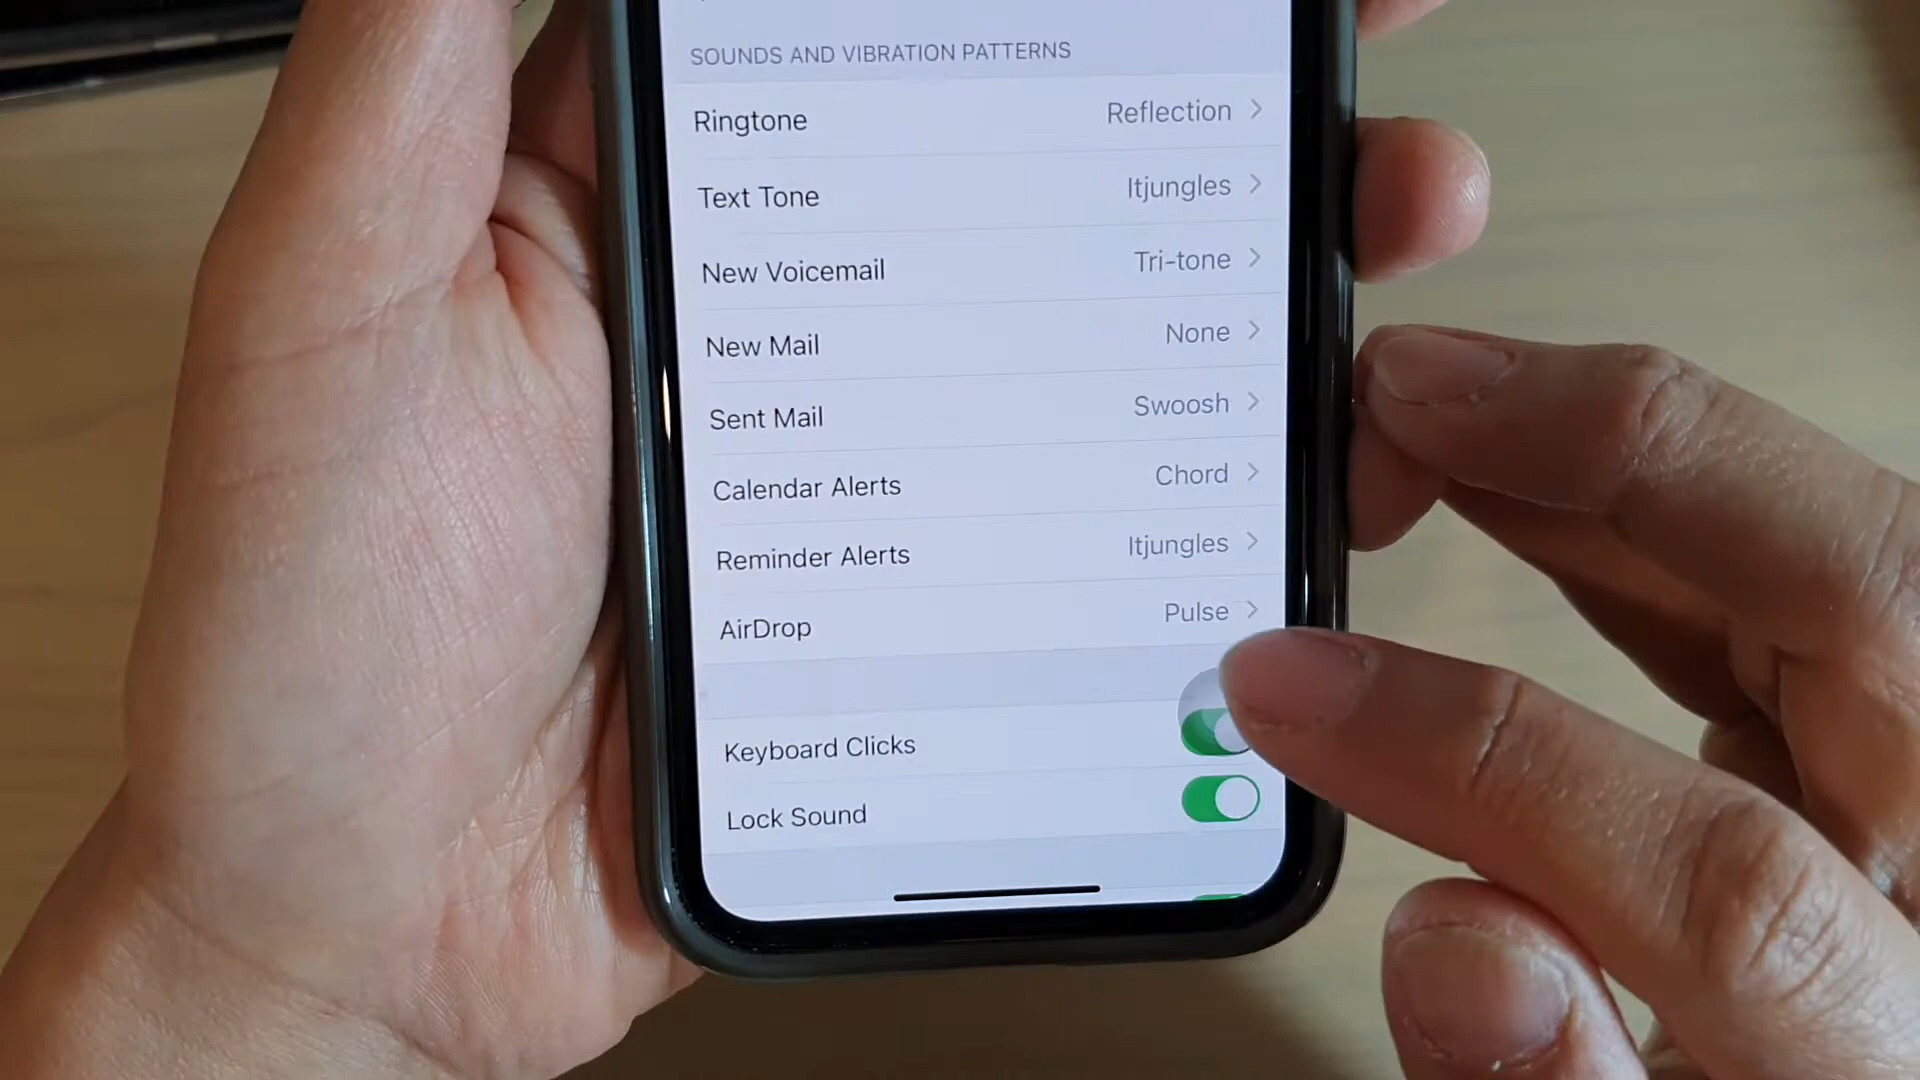 SOUNDS AND VIBRATION PATTERNS
Ringtone Reflection
Text Tone Itjungles
New Voicemail Tri-tone
New Mail None
Sent Mail Swoosh
Calendar Alerts Chord
Reminder Alerts Itjungles
AirDrop Pulse
Keyboard Clicks
Lock Sound